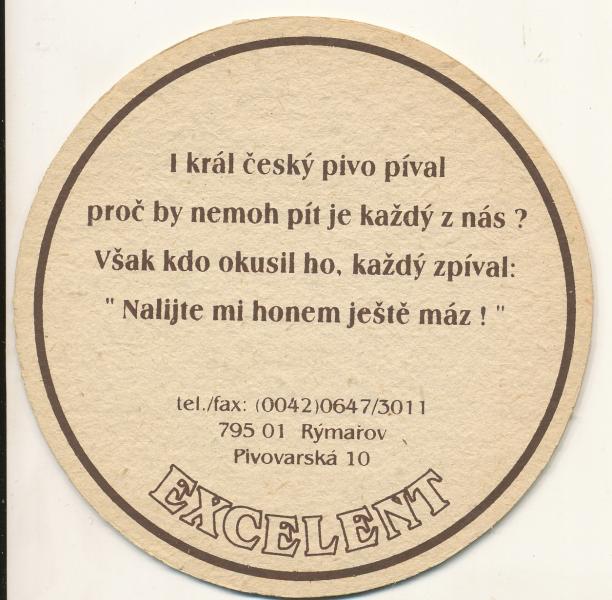 I král český pivo píval
proč by nemoh pít je každý z nás ?
Však kdo okusil ho, každý zpíval:
" Nalijte mi honem ještě máz ! "
tel./fax: (0042)0647/3011
795 01 Rýmařov
Pivovarská 10
EXCELENT